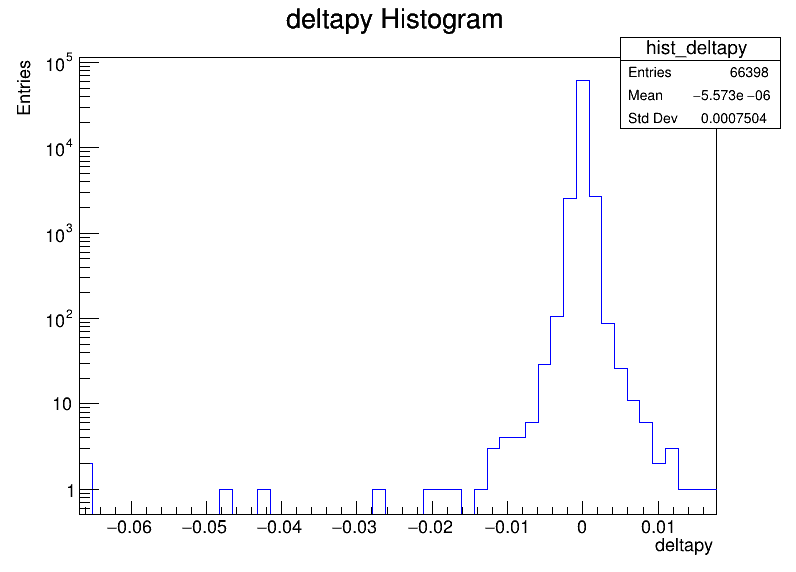 deltapy Histogram
hist_deltapy
Entries 66398
Mean −5.573e −06
Std Dev 0.0007504
Entries
10^5
10^4
10^3
10^2
10
1
−0.06 −0.05 −0.04 −0.03 −0.02 −0.01 0 0.01
deltapy